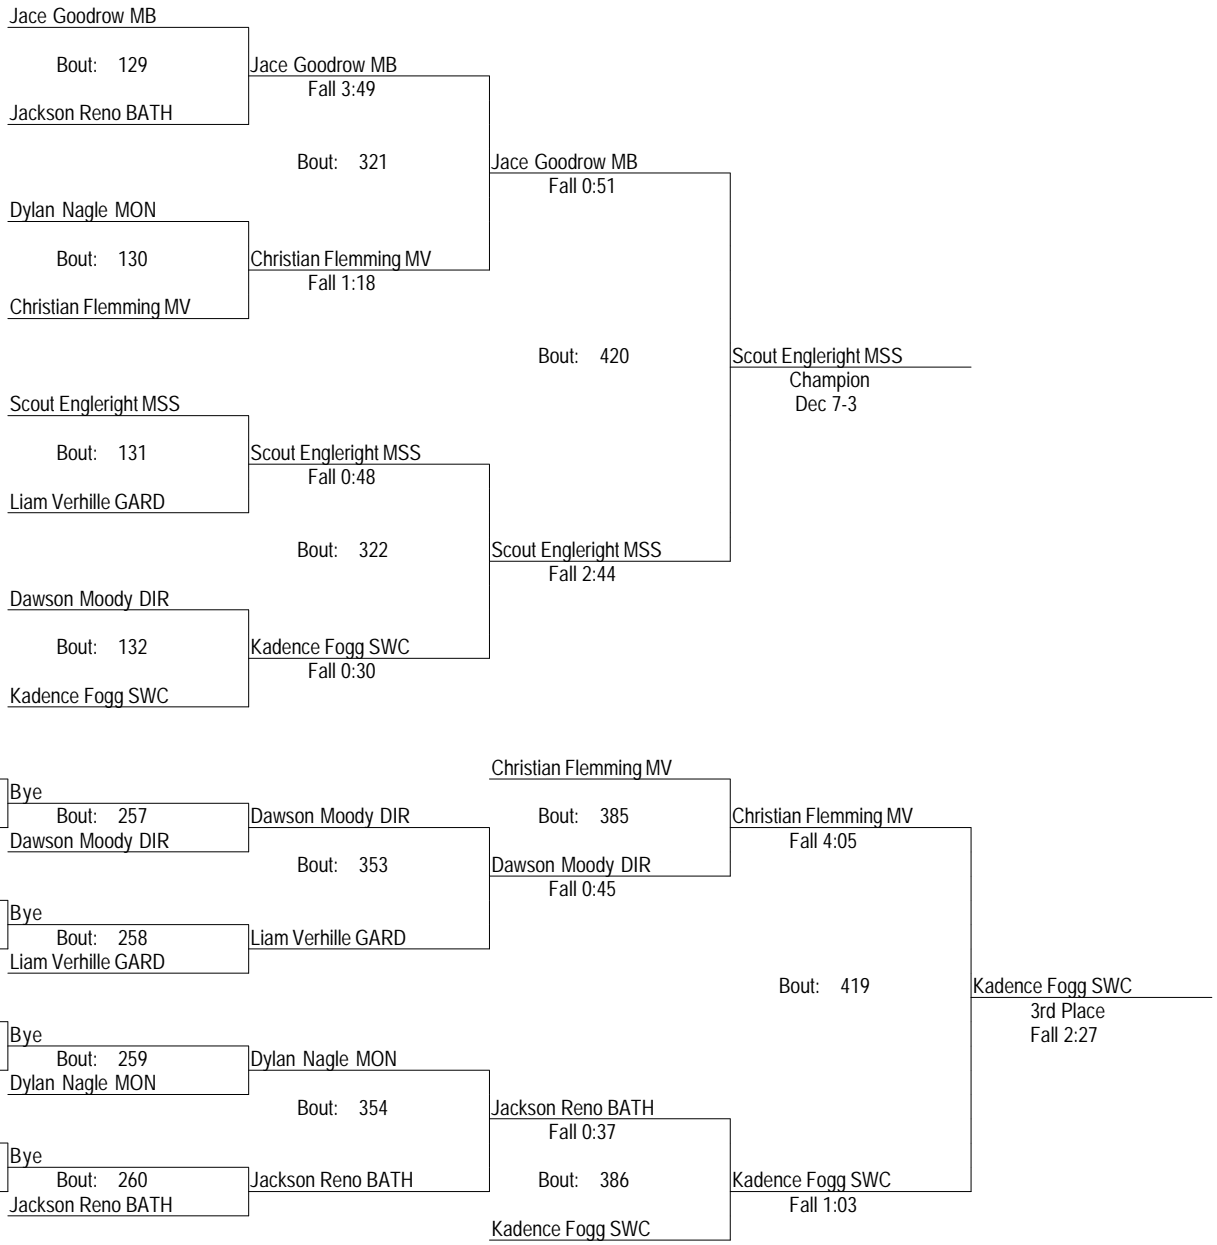 Jace Goodrow MB
Bout: 129
Jace Goodrow MB
Fall 3:49
Jackson Reno BATH
Bout: 321
Jace Goodrow MB
Fall 0:51
Dylan Nagle MON
Bout: 130
Christian Flemming MV
Fall 1:18
Christian Flemming MV
Bout: 420
Scout Engleright MSS
Champion
Dec 7-3
Scout Engleright MSS
Bout: 131
Scout Engleright MSS
Fall 0:48
Liam Verhille GARD
Bout: 322
Scout Engleright MSS
Fall 2:44
Dawson Moody DIR
Bout: 132
Kadence Fogg SWC
Fall 0:30
Kadence Fogg SWC
Christian Flemming MV
Bye
Bout: 257
Dawson Moody DIR
Dawson Moody DIR
Bout: 385
Christian Flemming MV
Fall 4:05
Bout: 353
Dawson Moody DIR
Fall 0:45
Bye
Bout: 258
Liam Verhille GARD
Liam Verhille GARD
Bout: 419
Kadence Fogg SWC
3rd Place
Fall 2:27
Bye
Bout: 259
Dylan Nagle MON
Dylan Nagle MON
Bout: 354
Jackson Reno BATH
Fall 0:37
Bye
Bout: 260
Jackson Reno BATH
Jackson Reno BATH
Bout: 386
Kadence Fogg SWC
Fall 1:03
Kadence Fogg SWC